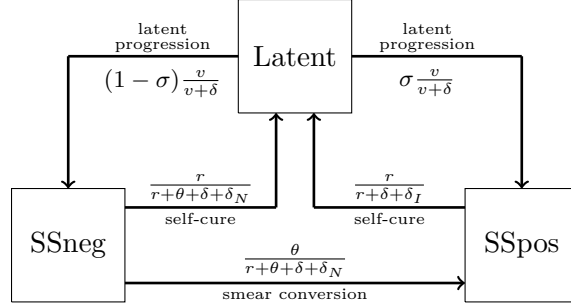 latent
progression
(1 − σ) v/(v+δ)
Latent
latent
progression
σ v/(v+δ)
r/(r+θ+δ+δ_N)
self-cure
r/(r+δ+δ_I)
self-cure
SSneg
SSpos
θ/(r+θ+δ+δ_N)
smear conversion